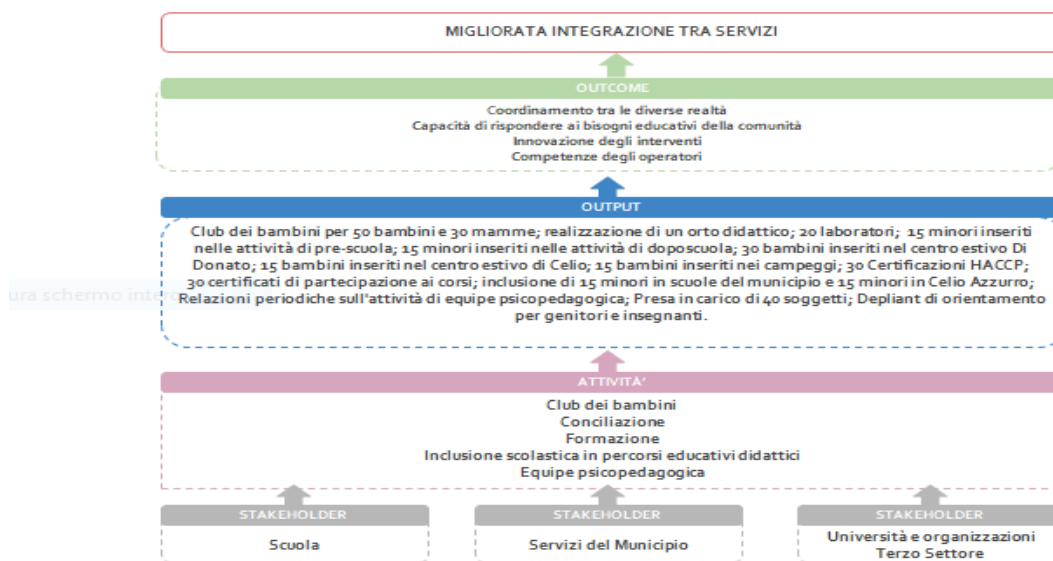 MIGLIORATA INTEGRAZIONE TRA SERVIZI
OUTCOME
Coordinamento tra le diverse realtà
Capacità di rispondere ai bisogni educativi della comunità
Innovazione degli interventi
Competenze degli operatori
OUTPUT
Club dei bambini per 50 bambini e 30 mamme; realizzazione di un orto didattico; 20 laboratori; 15 minori inseriti
nelle attività di pre-scuola; 15 minori inseriti nelle attività di doposcuola; 30 bambini inseriti nel centro estivo Di
Donato; 15 bambini inseriti nel centro estivo di Celio; 15 bambini inseriti nei campeggi; 30 Certificazioni HACCP;
30 certificati di partecipazione ai corsi; inclusione di 15 minori in scuole del municipio e 15 minori in Celio Azzurro;
Relazioni periodiche sull'attività di equipe psicopedagogica; Presa in carico di 40 soggetti; Depliant di orientamento
per genitori e insegnanti.
ura schermo
ATTIVITA'
Club dei bambini
Conciliazione
Formazione
Inclusione scolastica in percorsi educativi didattici
Equipe psicopedagogica
STAKEHOLDER
Scuola
STAKEHOLDER
Servizi del Municipio
STAKEHOLDER
Università e organizzazioni
Terzo Settore